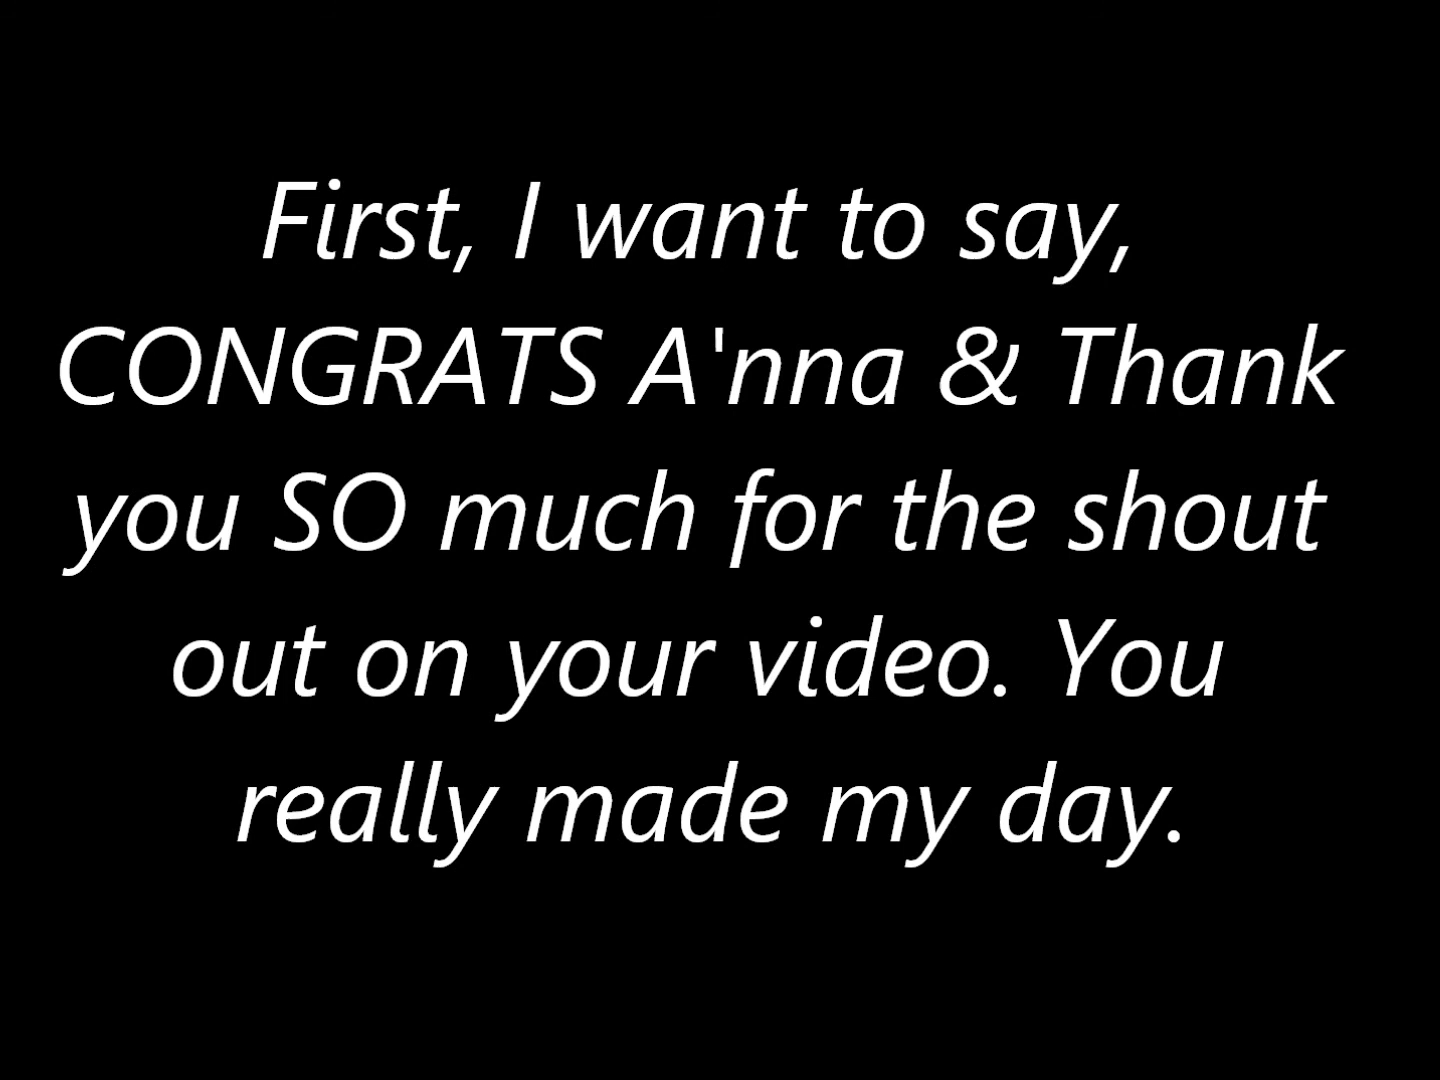 First, I want to say,
CONGRATS A'nna & Thank
you SO much for the shout
out on your video. You
really made my day.